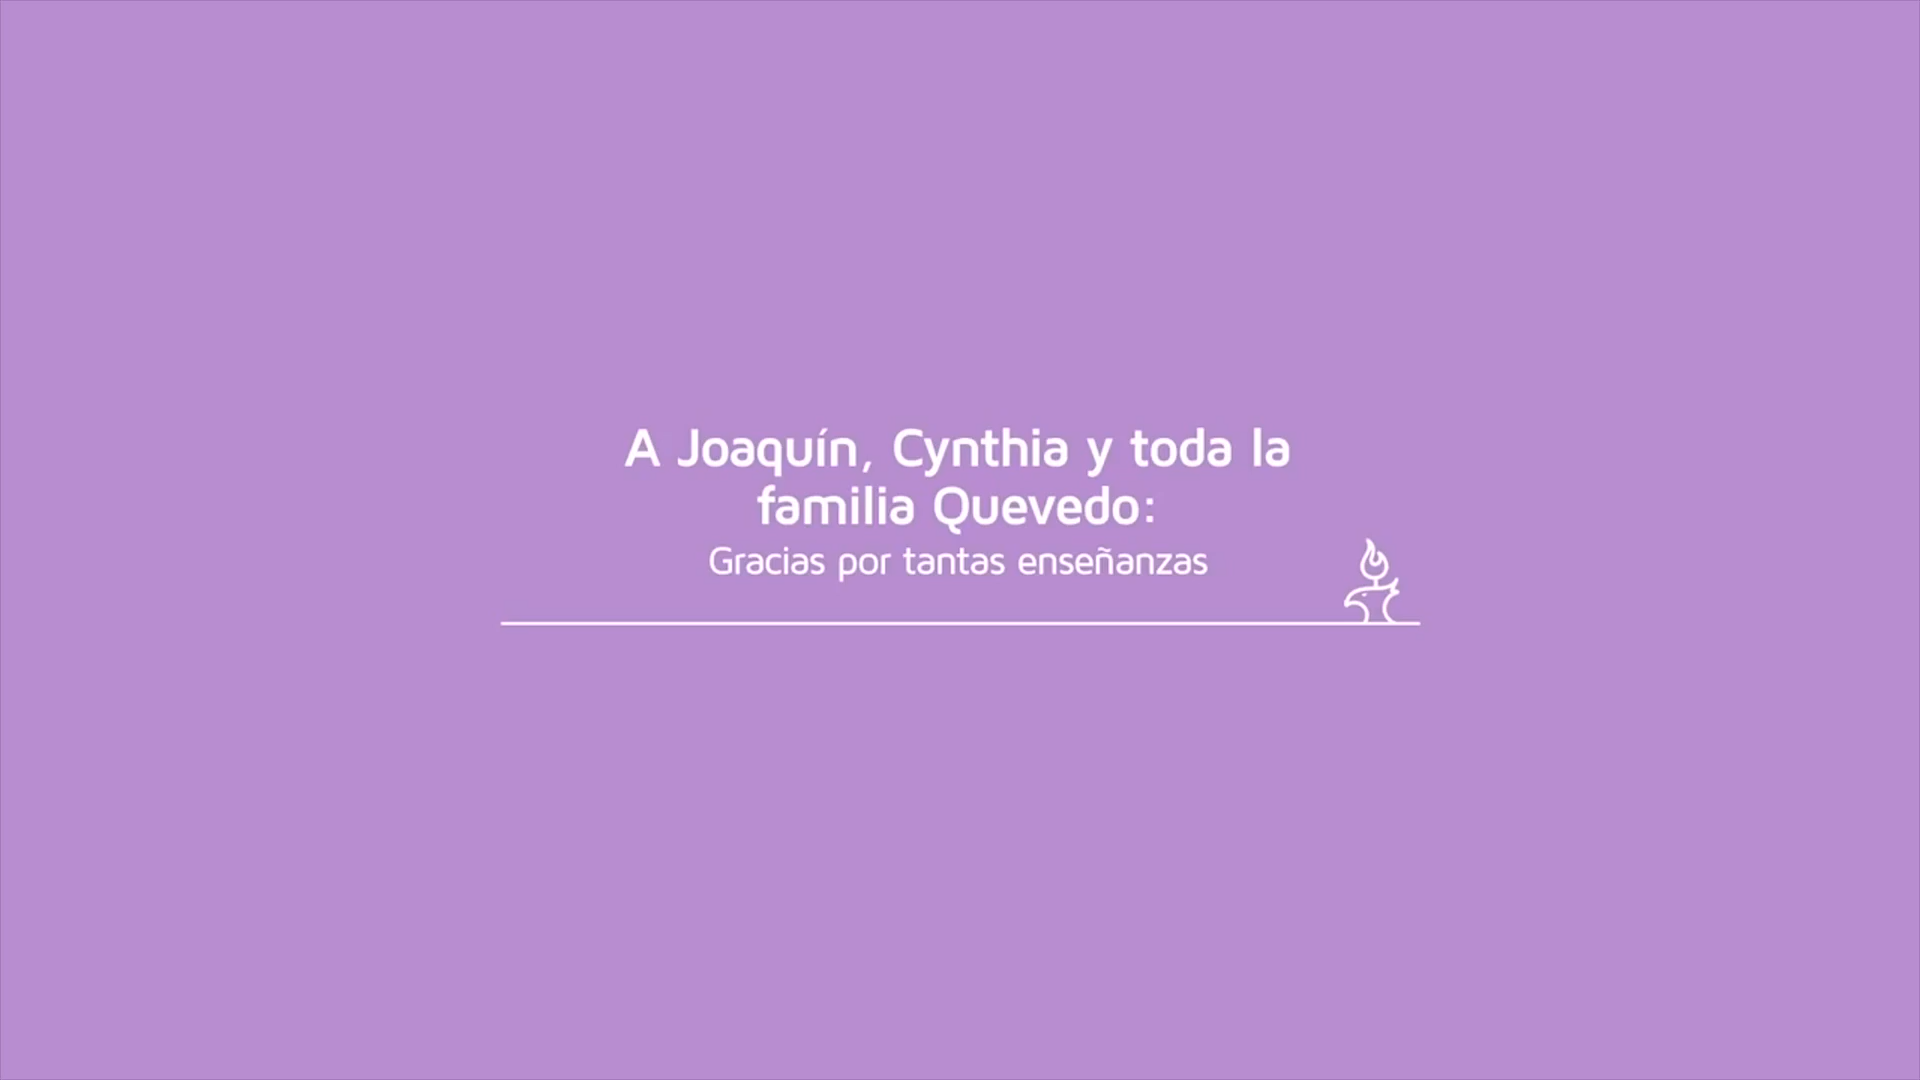 A Joaquín, Cynthia y toda la
familia Quevedo:
Gracias por tantas enseñanzas